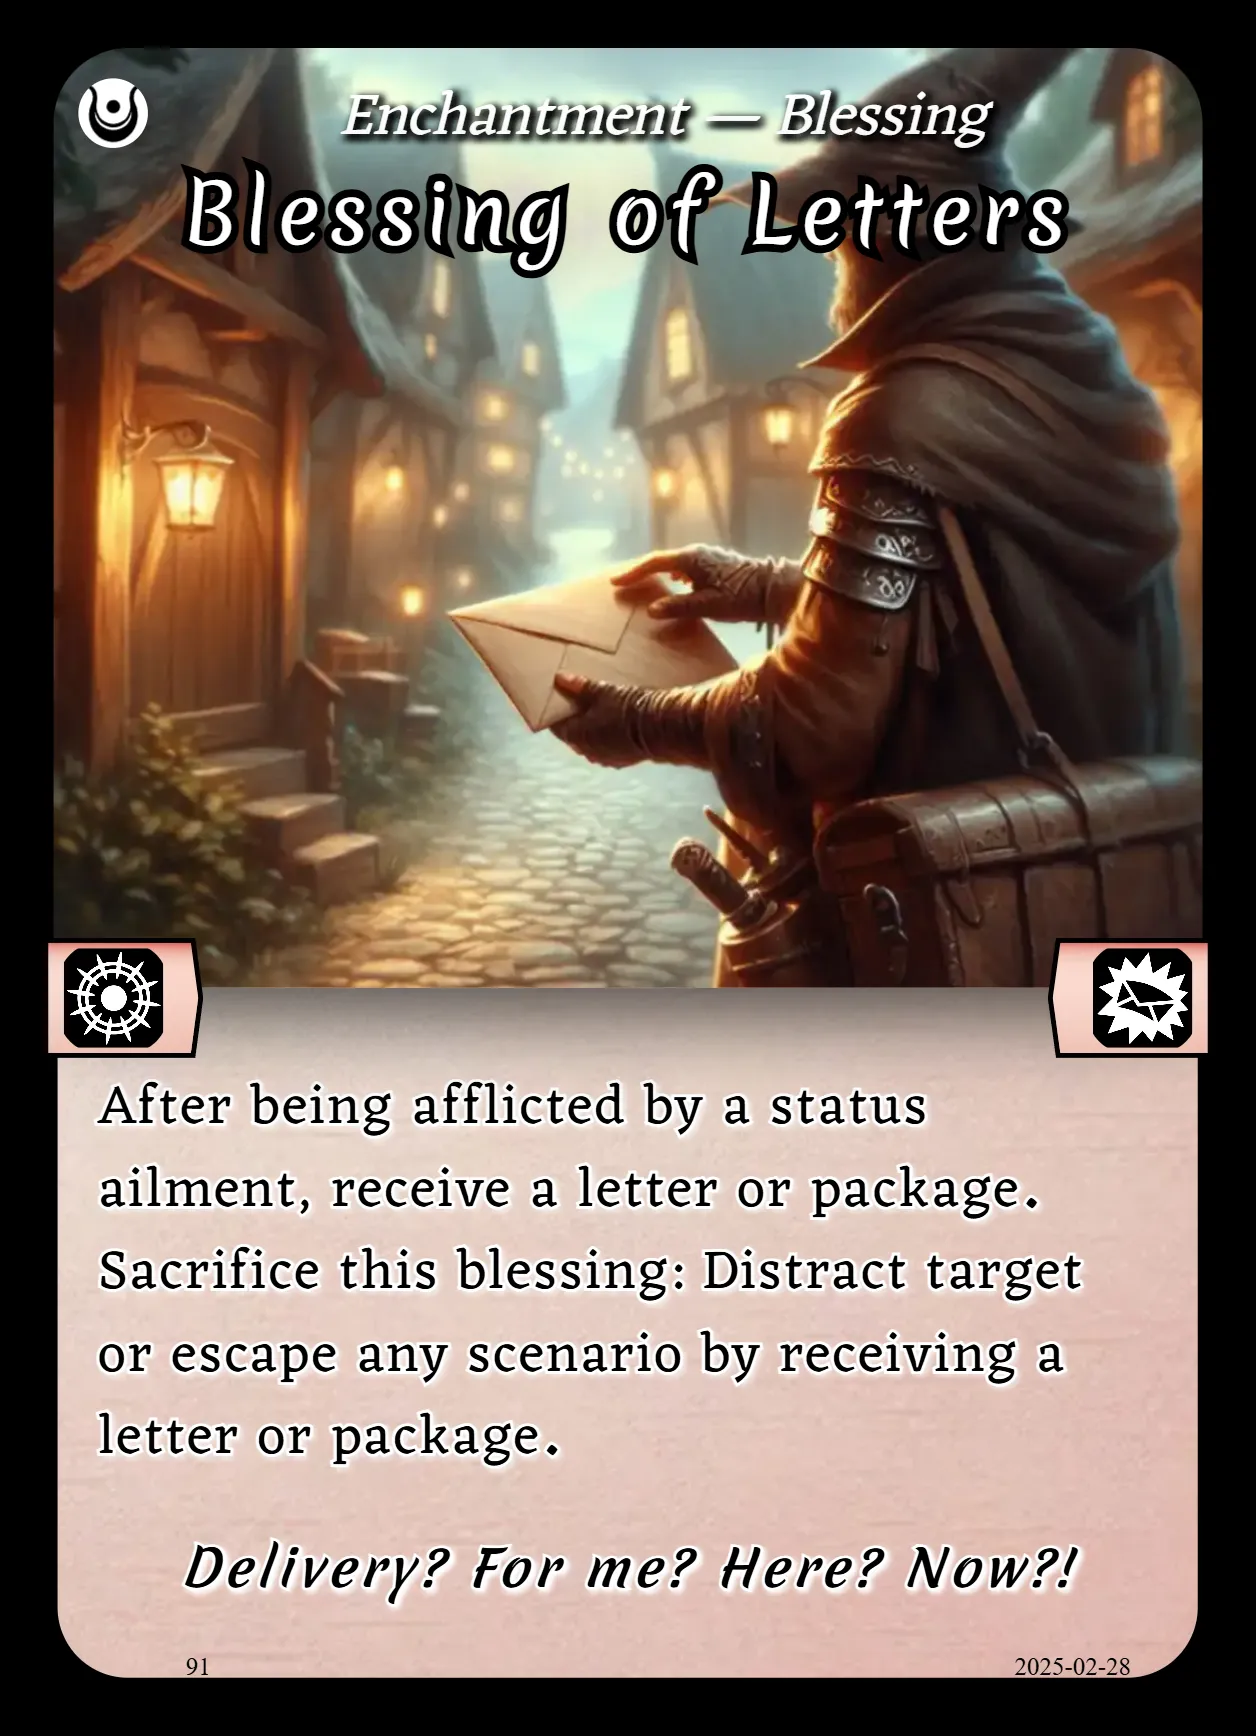 Enchantment — Blessing
Blessing of Letters
After being afflicted by a status
ailment, receive a letter or package.
Sacrifice this blessing: Distract target
or escape any scenario by receiving a
letter or package.
Delivery? For me? Here? Now?!
91
2025-02-28